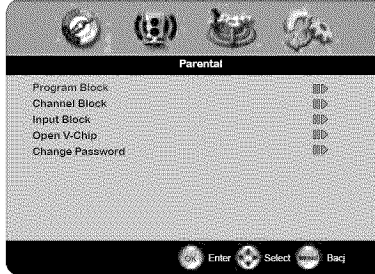 Parental
Program Block
Channel Block
Input Block
Open V-Chip
Change Password
OK Enter Select MENU Bacj